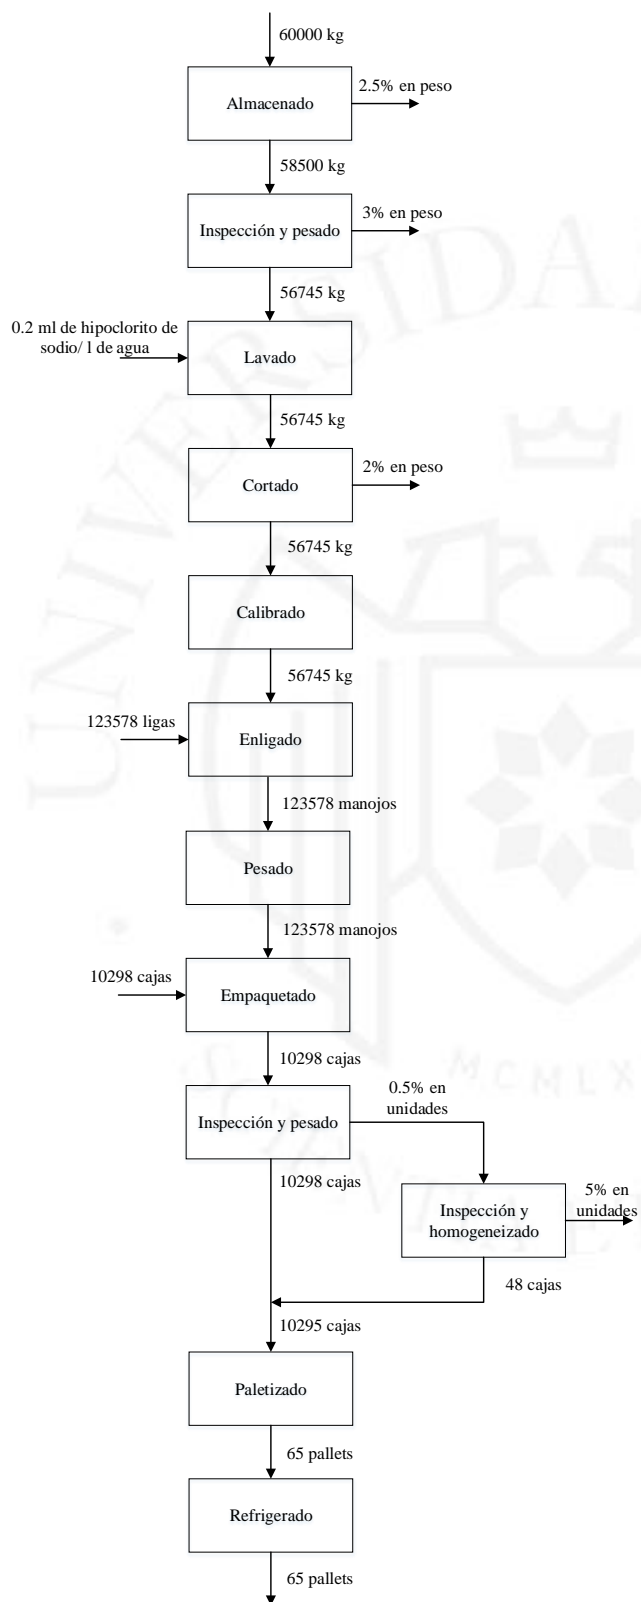 60000 kg
Almacenado
2.5% en peso
58500 kg
Inspección y pesado
3% en peso
56745 kg
0.2 ml de hipoclorito de
sodio/ l de agua
Lavado
56745 kg
Cortado
2% en peso
56745 kg
Calibrado
56745 kg
123578 ligas
Enligado
123578 manojos
Pesado
123578 manojos
10298 cajas
Empaquetado
10298 cajas
Inspección y pesado
0.5% en
unidades
10298 cajas
Inspección y
homogeneizado
5% en
unidades
48 cajas
10295 cajas
Paletizado
65 pallets
Refrigerado
65 pallets
UNIVERSIDA
SCIENTI
MCMLX